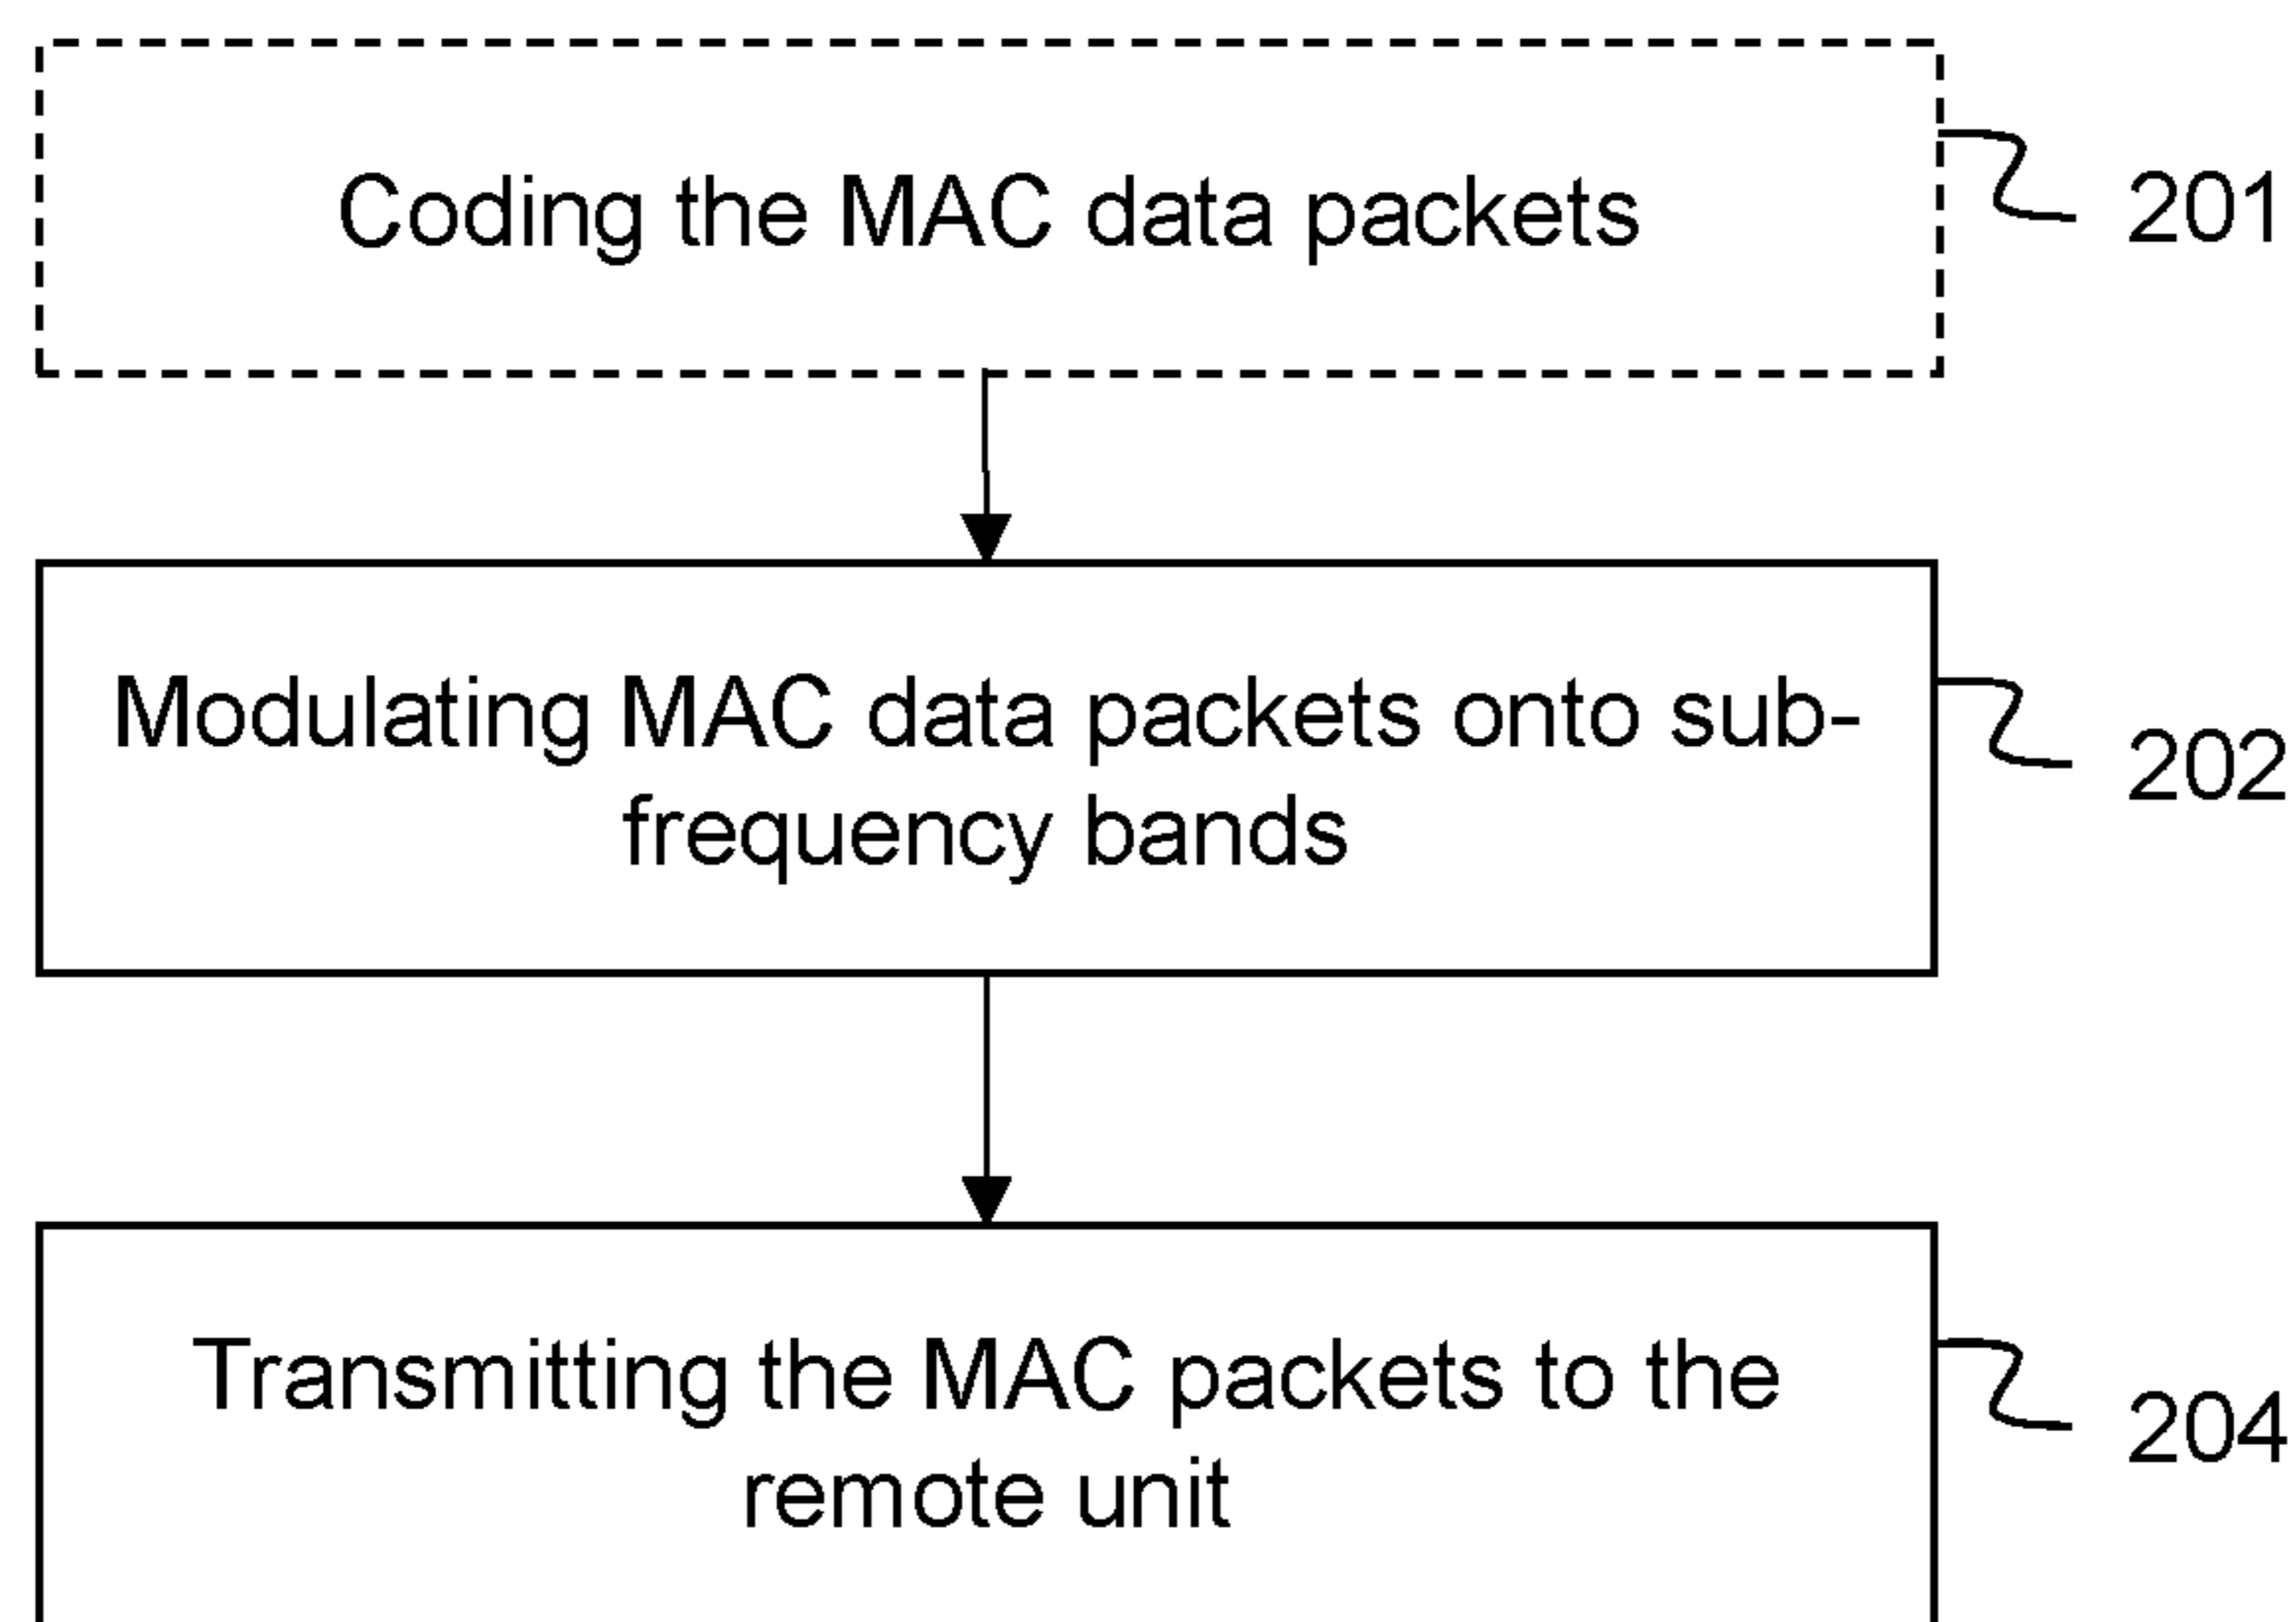 Coding the MAC data packets
201
Modulating MAC data packets onto sub-
frequency bands
202
Transmitting the MAC packets to the
remote unit
204